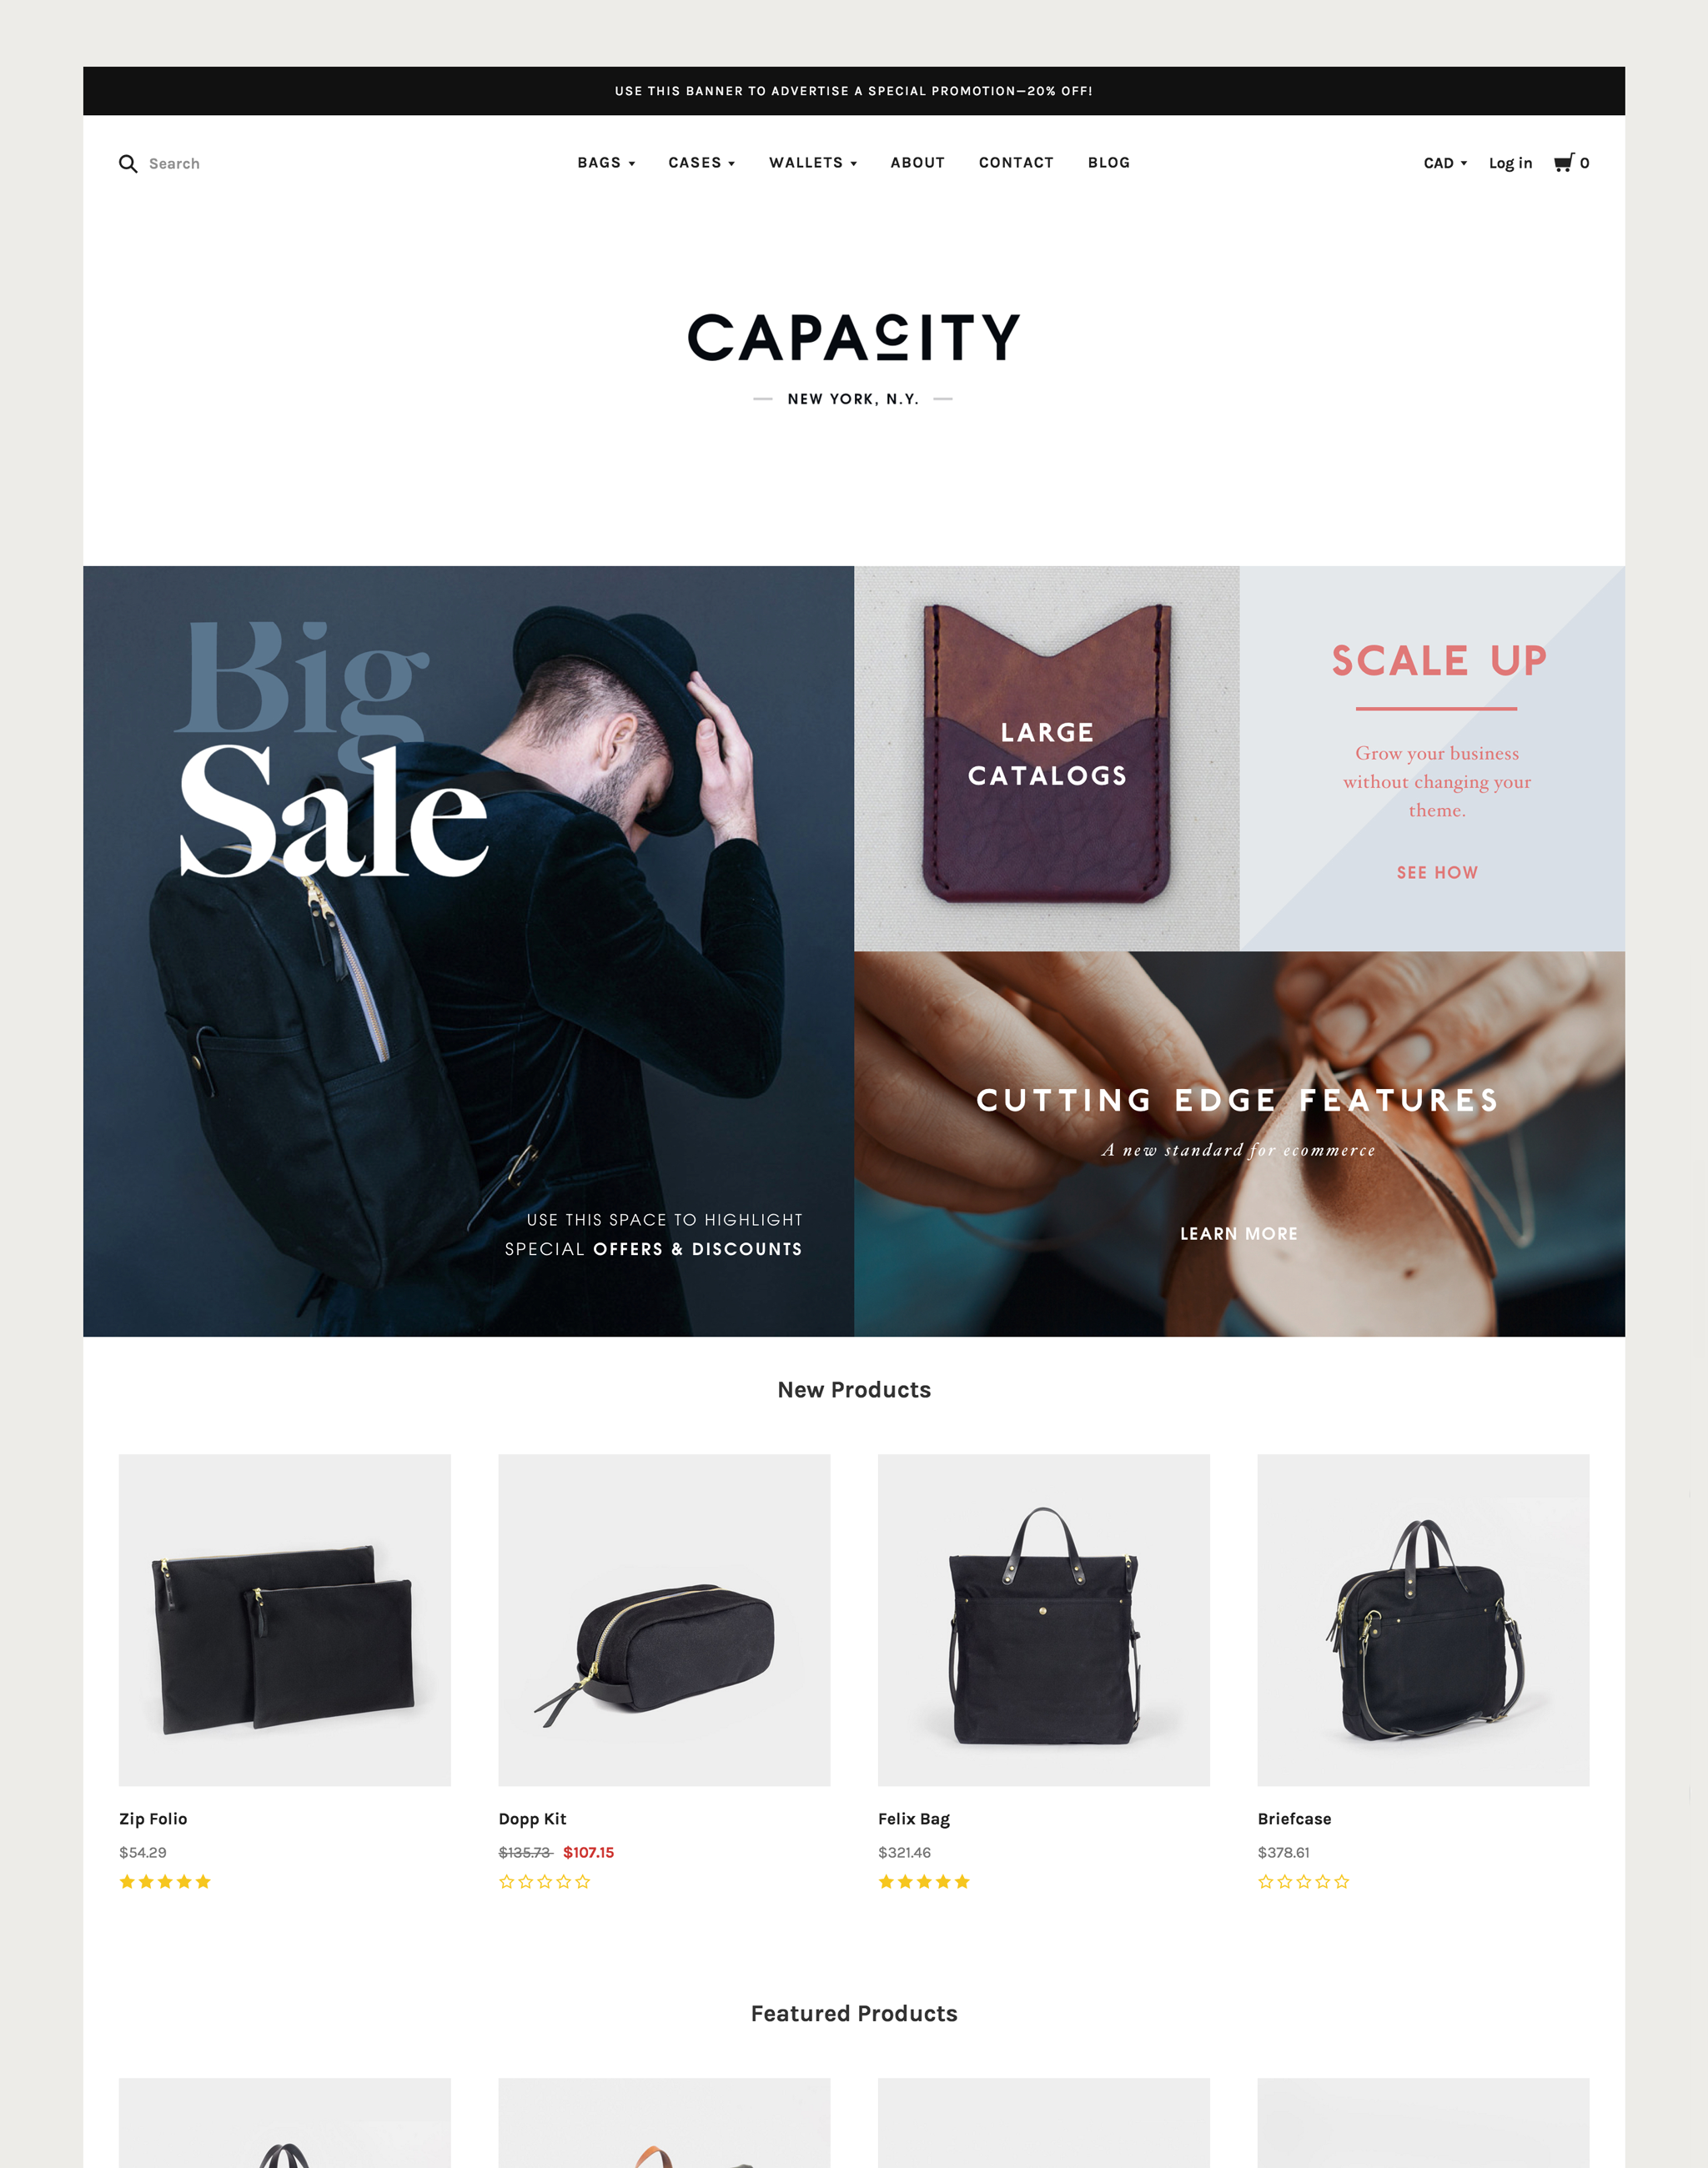 USE THIS BANNER TO ADVERTISE A SPECIAL PROMOTION—20% OFF!
Search
BAGS CASES WALLETS ABOUT CONTACT BLOG
CAD Log in 0
CAPACITY
NEW YORK, N.Y.
Big
Sale
USE THIS SPACE TO HIGHLIGHT
SPECIAL OFFERS & DISCOUNTS
LARGE
CATALOGS
SCALE UP
Grow your business
without changing your
theme.
SEE HOW
CUTTING EDGE FEATURES
A new standard for ecommerce
LEARN MORE
New Products
Zip Folio
$54.29
Dopp Kit
$135.73 $107.15
Felix Bag
$321.46
Briefcase
$378.61
Featured Products